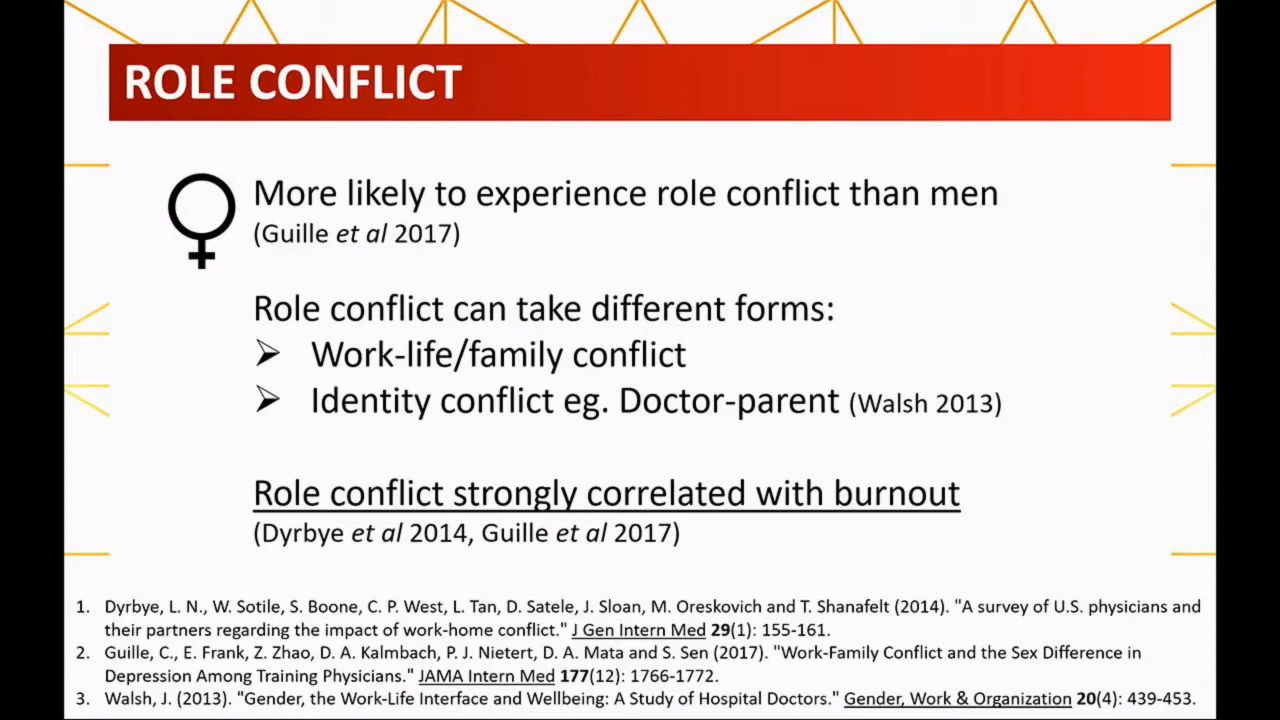 ROLE CONFLICT
More likely to experience role conflict than men
(Guille et al 2017)
Role conflict can take different forms:
➢ Work-life/family conflict
➢ Identity conflict eg. Doctor-parent (Walsh 2013)
Role conflict strongly correlated with burnout
(Dyrbye et al 2014, Guille et al 2017)
1. Dyrbye, L. N., W. Sotile, S. Boone, C. P. West, L. Tan, D. Satele, J. Sloan, M. Oreskovich and T. Shanafelt (2014). "A survey of U.S. physicians and
their partners regarding the impact of work-home conflict." J Gen Intern Med 29(1): 155-161.
2. Guille, C., E. Frank, Z. Zhao, D. A. Kalmbach, P. J. Nietert, D. A. Mata and S. Sen (2017). "Work-Family Conflict and the Sex Difference in
Depression Among Training Physicians." JAMA Intern Med 177(12): 1766-1772.
3. Walsh, J. (2013). "Gender, the Work-Life Interface and Wellbeing: A Study of Hospital Doctors." Gender, Work & Organization 20(4): 439-453.